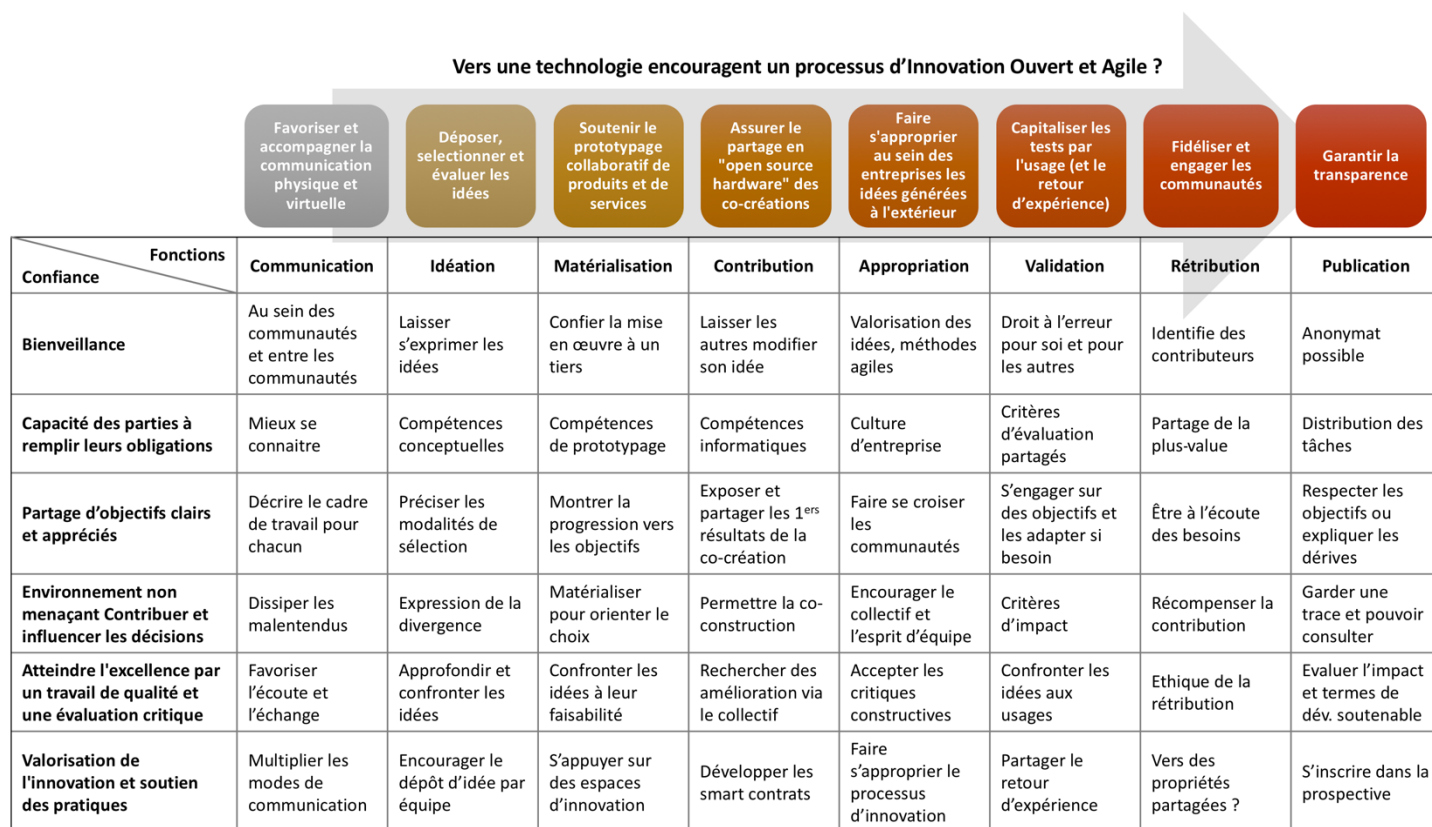 Vers une technologie encouragent un processus d’Innovation Ouvert et Agile ?
Favoriser et
accompagner la
communication
physique et
virtuelle
Déposer,
selectionner et
évaluer les
idées
Soutenir le
prototypage
collaboratif de
produits et de
services
Assurer le
partage en
"open source
hardware" des
co-créations
Faire
s'approprier
au sein des
entreprises les
idées générées
à l'extérieur
Capitaliser les
tests par
l'usage (et le
retour
d’expérience)
Fidéliser et
engager les
communautés
Garantir la
transparence
Fonctions
Confiance
Communication
Idéation
Matérialisation
Contribution
Appropriation
Validation
Rétribution
Publication
Bienveillance
Au sein des
communautés
et entre les
communautés
Laisser
s’exprimer les
idées
Confier la mise
en œuvre à un
tiers
Laisser les
autres modifier
son idée
Valorisation des
idées, méthodes
agiles
Droit à l’erreur
pour soi et pour
les autres
Identifie des
contributeurs
Anonymat
possible
Capacité des parties à
remplir leurs obligations
Mieux se
connaitre
Compétences
conceptuelles
Compétences
de prototypage
Compétences
informatiques
Culture
d’entreprise
Critères
d’évaluation
partagés
Partage de la
plus-value
Distribution des
tâches
Partage d’objectifs clairs
et appréciés
Décrire le cadre
de travail pour
chacun
Préciser les
modalités de
sélection
Montrer la
progression vers
les objectifs
Exposer et
partager les 1ers
résultats de la
co-création
Faire se croiser
les
communautés
S’engager sur
des objectifs et
les adapter si
besoin
Être à l’écoute
des besoins
Respecter les
objectifs ou
expliquer les
dérives
Environnement non
menaçant Contribuer et
influencer les décisions
Dissiper les
malentendus
Expression de la
divergence
Matérialiser
pour orienter le
choix
Permettre la co-
construction
Encourager le
collectif et
l’esprit d’équipe
Critères
d’impact
Récompenser la
contribution
Garder une
trace et pouvoir
consulter
Atteindre l'excellence par
un travail de qualité et
une évaluation critique
Favoriser
l’écoute et
l’échange
Approfondir et
confronter les
idées
Confronter les
idées à leur
faisabilité
Rechercher des
amélioration via
le collectif
Accepter les
critiques
constructives
Confronter les
idées aux
usages
Ethique de la
rétribution
Evaluer l’impact
et termes de
dév. soutenable
Valorisation de
l'innovation et soutien
des pratiques
Multiplier les
modes de
communication
Encourager le
dépôt d’idée par
équipe
S’appuyer sur
des espaces
d’innovation
Développer les
smart contrats
Faire
s’approprier le
processus
d’innovation
Partager le
retour
d’expérience
Vers des
propriétés
partagées ?
S’inscrire dans la
prospective